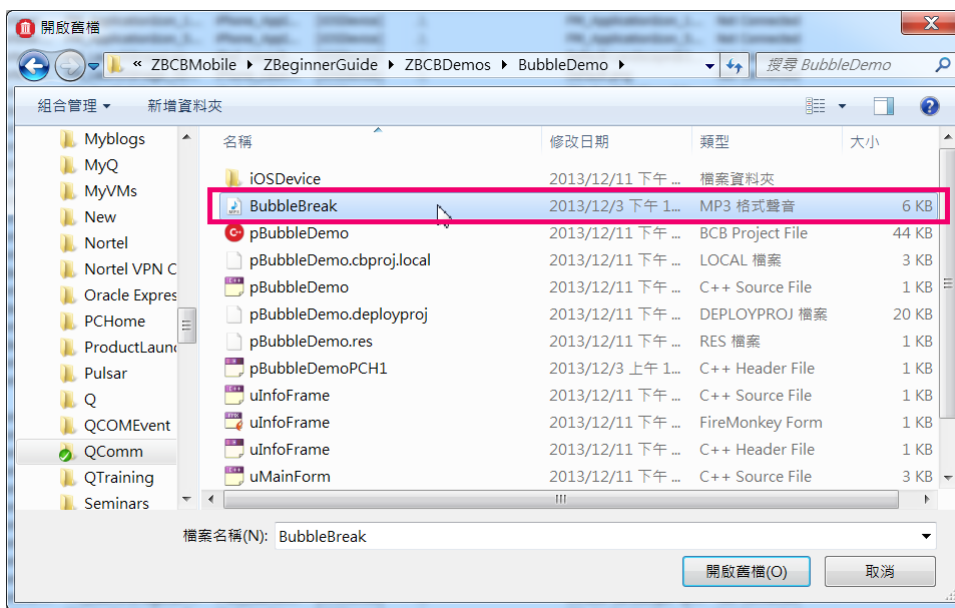 開啟舊檔
« ZBCBMobile ▸ ZBeginnerGuide ▸ ZBCBDemos ▸ BubbleDemo ▸
搜尋 BubbleDemo
組合管理 新增資料夾
Myblogs
MyQ
MyVMs
New
Nortel
Nortel VPN C
Oracle Expres
PCHome
ProductLaunc
Pulsar
Q
QCOMEvent
QComm
QTraining
Seminars
名稱 修改日期 類型 大小
iOSDevice 2013/12/11 下午 ... 檔案資料夾
BubbleBreak 2013/12/3 下午 1... MP3 格式聲音 6 KB
pBubbleDemo 2013/12/11 下午 ... BCB Project File 44 KB
pBubbleDemo.cbproj.local 2013/12/11 下午 ... LOCAL 檔案 3 KB
pBubbleDemo 2013/12/11 下午 ... C++ Source File 1 KB
pBubbleDemo.deployproj 2013/12/11 下午 ... DEPLOYPROJ 檔案 20 KB
pBubbleDemo.res 2013/12/11 下午 ... RES 檔案 1 KB
pBubbleDemoPCH1 2013/12/3 上午 1... C++ Header File 1 KB
uInfoFrame 2013/12/11 下午 ... C++ Source File 1 KB
uInfoFrame 2013/12/11 下午 ... FireMonkey Form 1 KB
uInfoFrame 2013/12/11 下午 ... C++ Header File 1 KB
uMainForm 2013/12/11 下午 ... C++ Source File 3 KB
檔案名稱(N): BubbleBreak
開啟舊檔(O) 取消